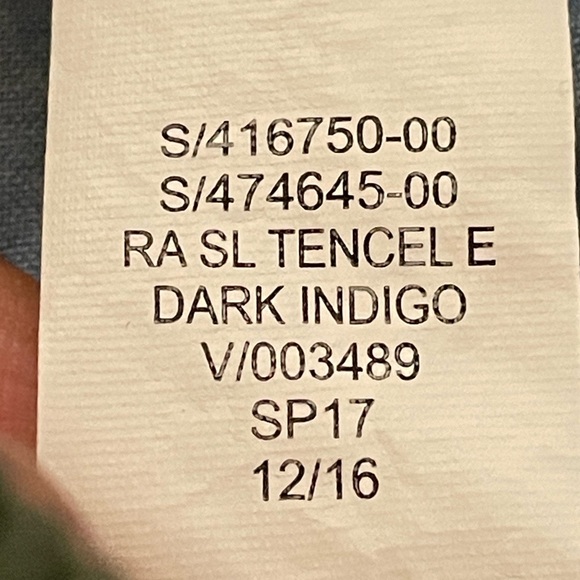 S/416750-00
S/474645-00
RA SL TENCEL E
DARK INDIGO
V/003489
SP17
12/16